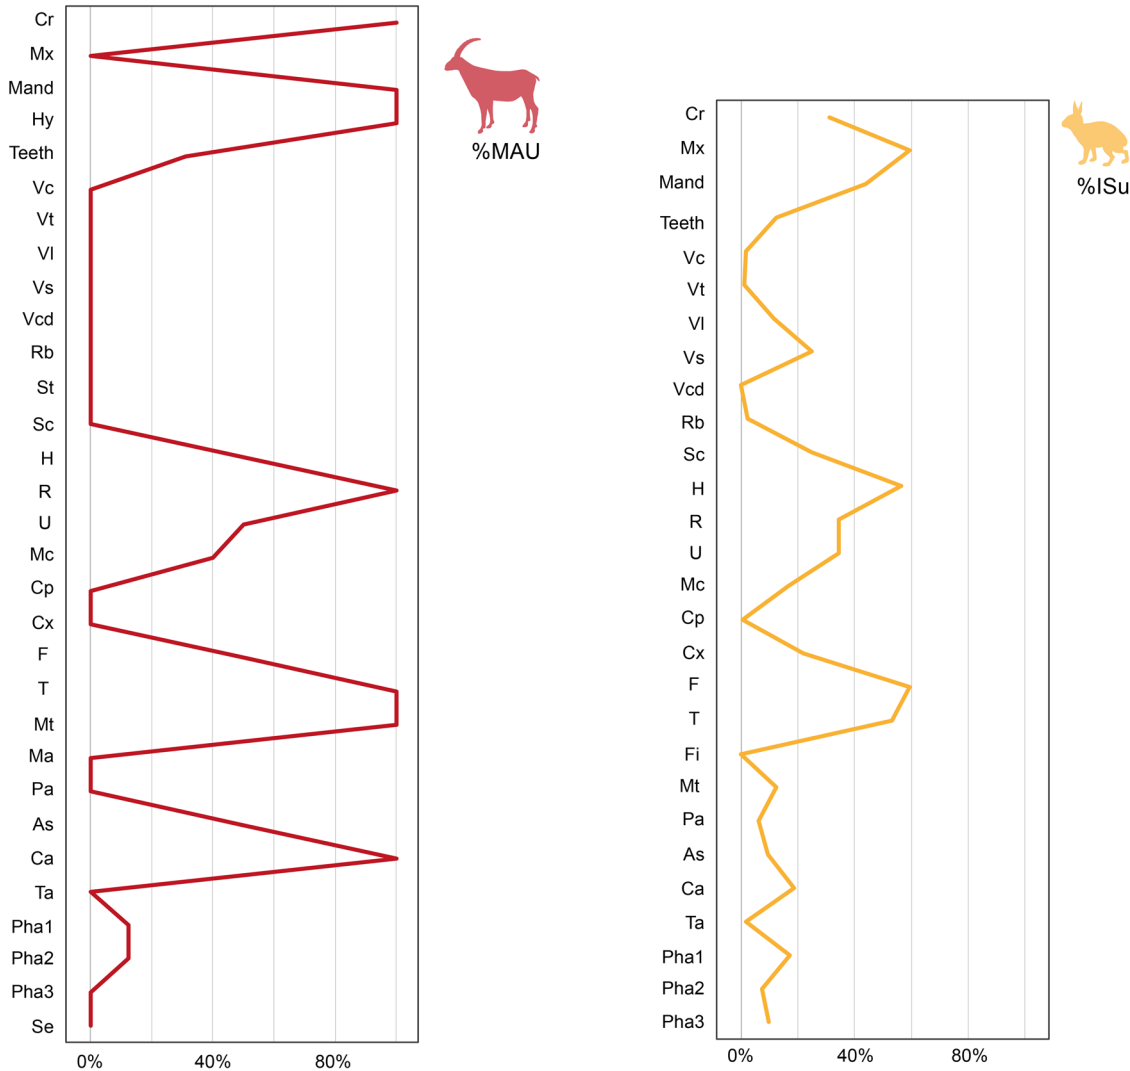 Cr
Mx
Mand
Hy
Teeth
Vc
Vt
Vl
Vs
Vcd
Rb
St
Sc
H
R
U
Mc
Cp
Cx
F
T
Mt
Ma
Pa
As
Ca
Ta
Pha1
Pha2
Pha3
Se
0% 40% 80%
%MAU
Cr
Mx
Mand
Teeth
Vc
Vt
Vl
Vs
Vcd
Rb
Sc
H
R
U
Mc
Cp
Cx
F
T
Fi
Mt
Pa
As
Ca
Ta
Pha1
Pha2
Pha3
0% 40% 80%
%ISu